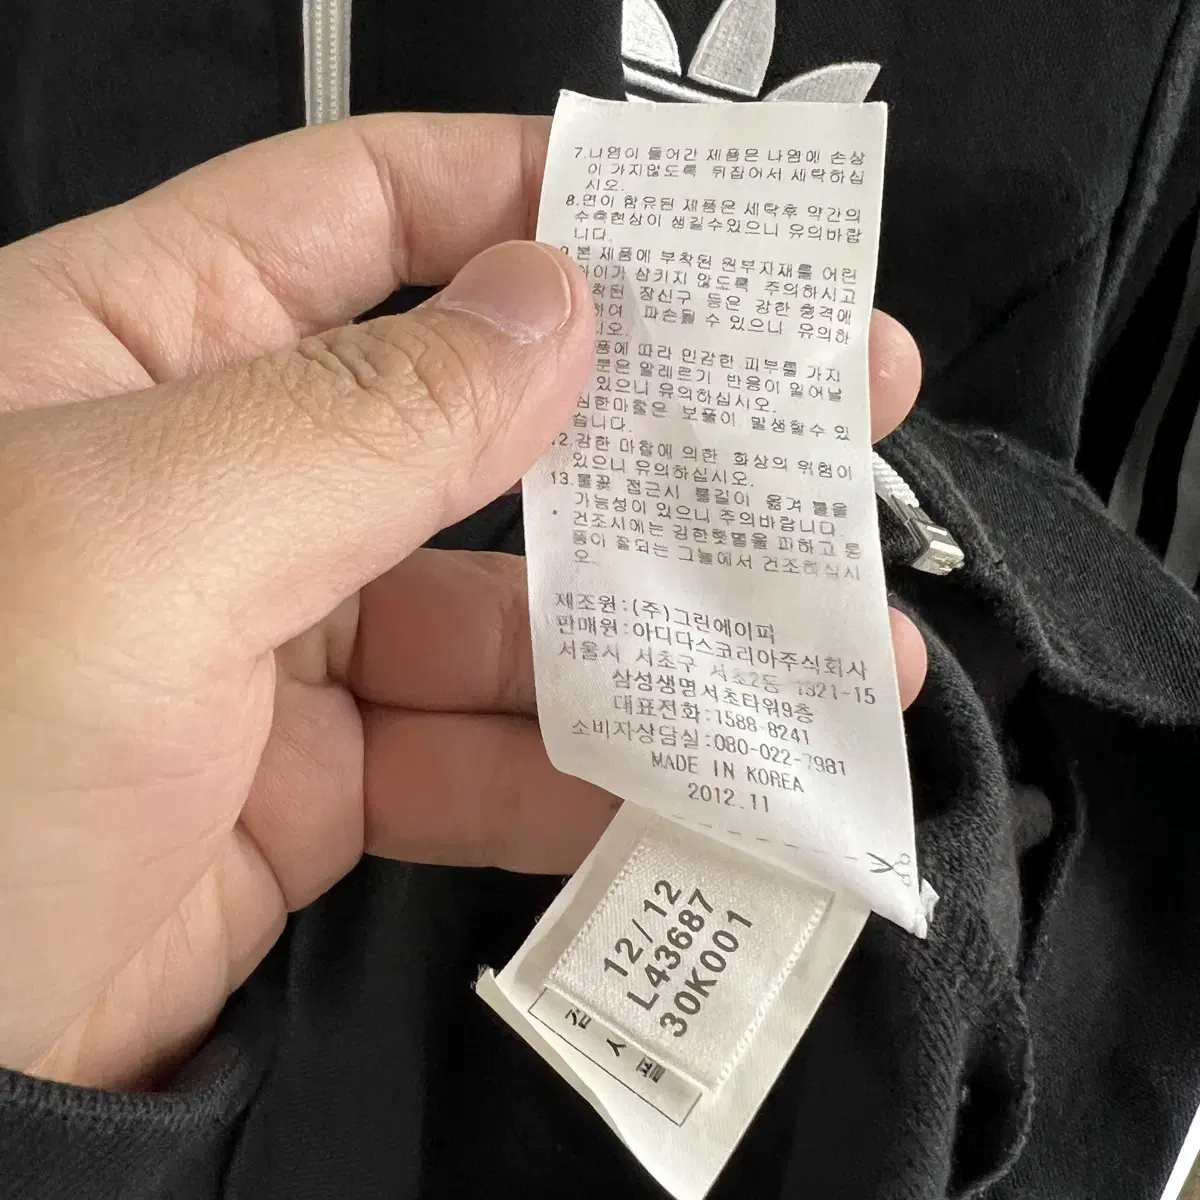 7.나염이 들어간 제품은 나염에 손상
이 가지않도록 뒤집어서 세탁하십
시오.
8.면이 함유된 제품은 세탁후 약간의
수축현상이 생길수있으니 유의바랍
니다.
본 제품에 부착된 원부자재를 어린
아이가 삼키지 않도록 주의하시고
착된 장신구 등은 강한 충격에
하여 파손될 수 있으니 유의하
시오.
품에 따라 민감한 피부를 가지
분은 알레르기 반응이 일어날
있으니 유의하십시오.
심한마찰은 보풀이 발생할수 있
습니다.
12.강한 마찰에 의한 화상의 위험이
있으니 유의하십시오.
13.불꽃 접근시 불길이 옮겨 붙을
가능성이 있으니 주의바랍니다.
* 건조시에는 강한햇볕을 피하고 통
풍이 잘되는 그늘에서 건조하십시
오.
제조원:(주)그린에이피
판매원:아디다스코리아주식회사
서울시 서초구 서초2동 1321-15
삼성생명서초타워9층
대표전화:1588-8241
소비자상담실:080-022-7981
MADE IN KOREA
2012.11
12/12
L43687
30K001
검 시 필